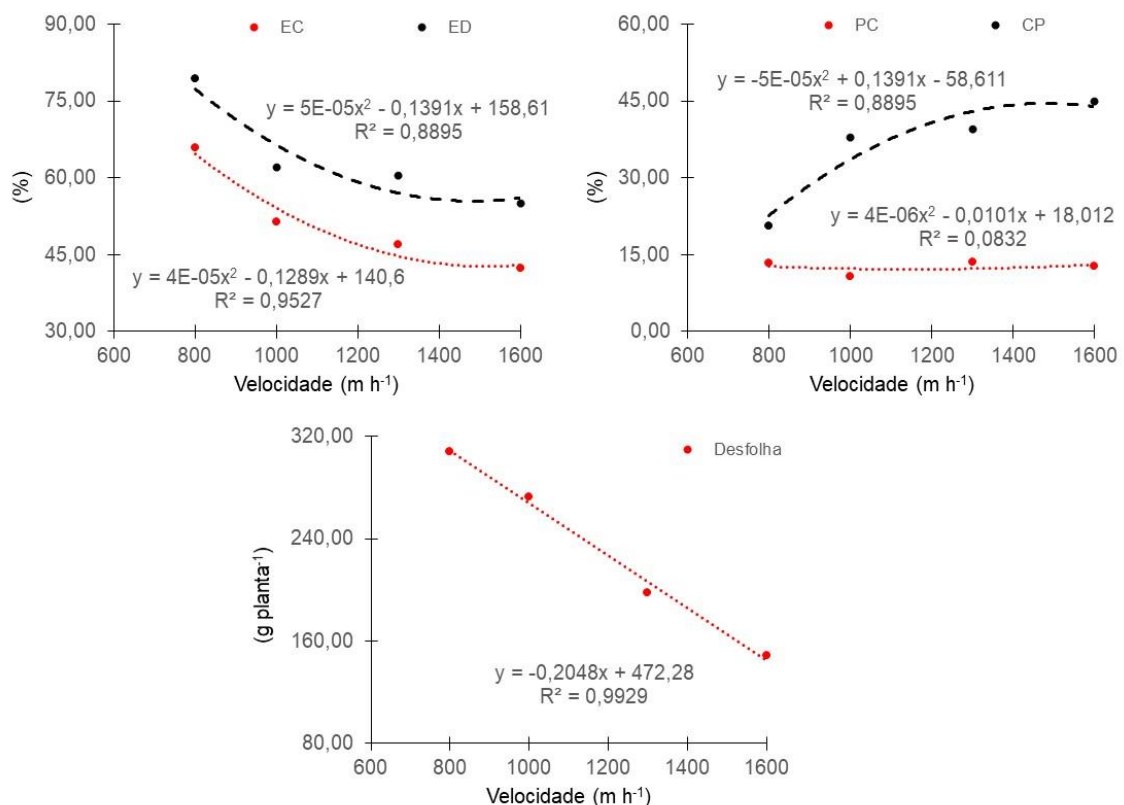 90,00
75,00
60,00
45,00
30,00
(%)
EC
ED
y = 5E-05x² - 0,1391x + 158,61
R² = 0,8895
y = 4E-05x² - 0,1289x + 140,6
R² = 0,9527
600 800 1000 1200 1400 1600
Velocidade (m h⁻¹)
60,00
45,00
30,00
15,00
0,00
(%)
PC
CP
y = -5E-05x² + 0,1391x - 58,611
R² = 0,8895
y = 4E-06x² - 0,0101x + 18,012
R² = 0,0832
600 800 1000 1200 1400 1600
Velocidade (m h⁻¹)
320,00
240,00
160,00
80,00
(g planta⁻¹)
Desfolha
y = -0,2048x + 472,28
R² = 0,9929
600 800 1000 1200 1400 1600
Velocidade (m h⁻¹)